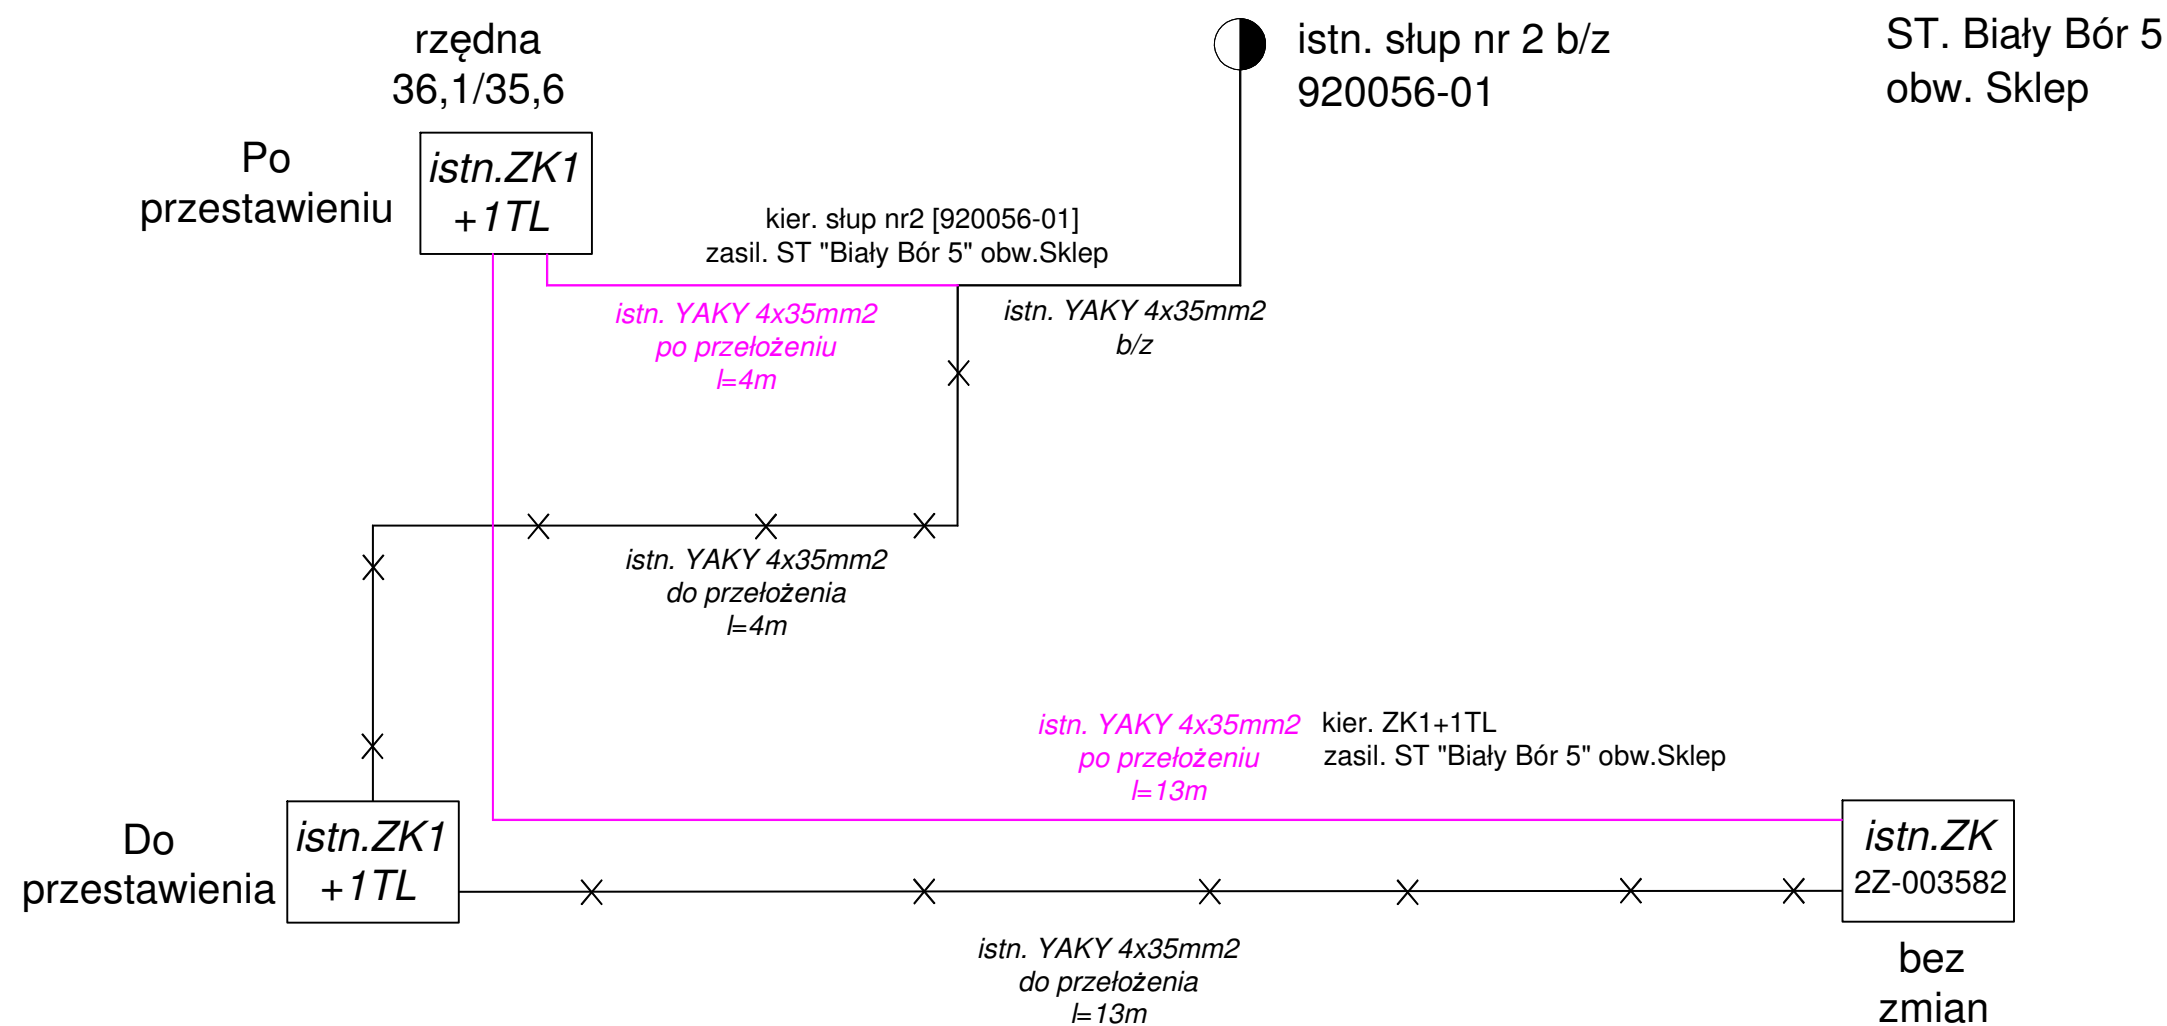 rzędna
36,1/35,6
istn. słup nr 2 b/z
920056-01
ST. Biały Bór 5
obw. Sklep
Po
przestawieniu
istn.ZK1
+1TL
kier. słup nr2 [920056-01]
zasil. ST "Biały Bór 5" obw.Sklep
istn. YAKY 4x35mm2
po przełożeniu
l=4m
istn. YAKY 4x35mm2
b/z
istn. YAKY 4x35mm2
do przełożenia
l=4m
istn. YAKY 4x35mm2
po przełożeniu
l=13m
kier. ZK1+1TL
zasil. ST "Biały Bór 5" obw.Sklep
Do
przestawienia
istn.ZK1
+1TL
istn.ZK
2Z-003582
bez
zmian
istn. YAKY 4x35mm2
do przełożenia
l=13m